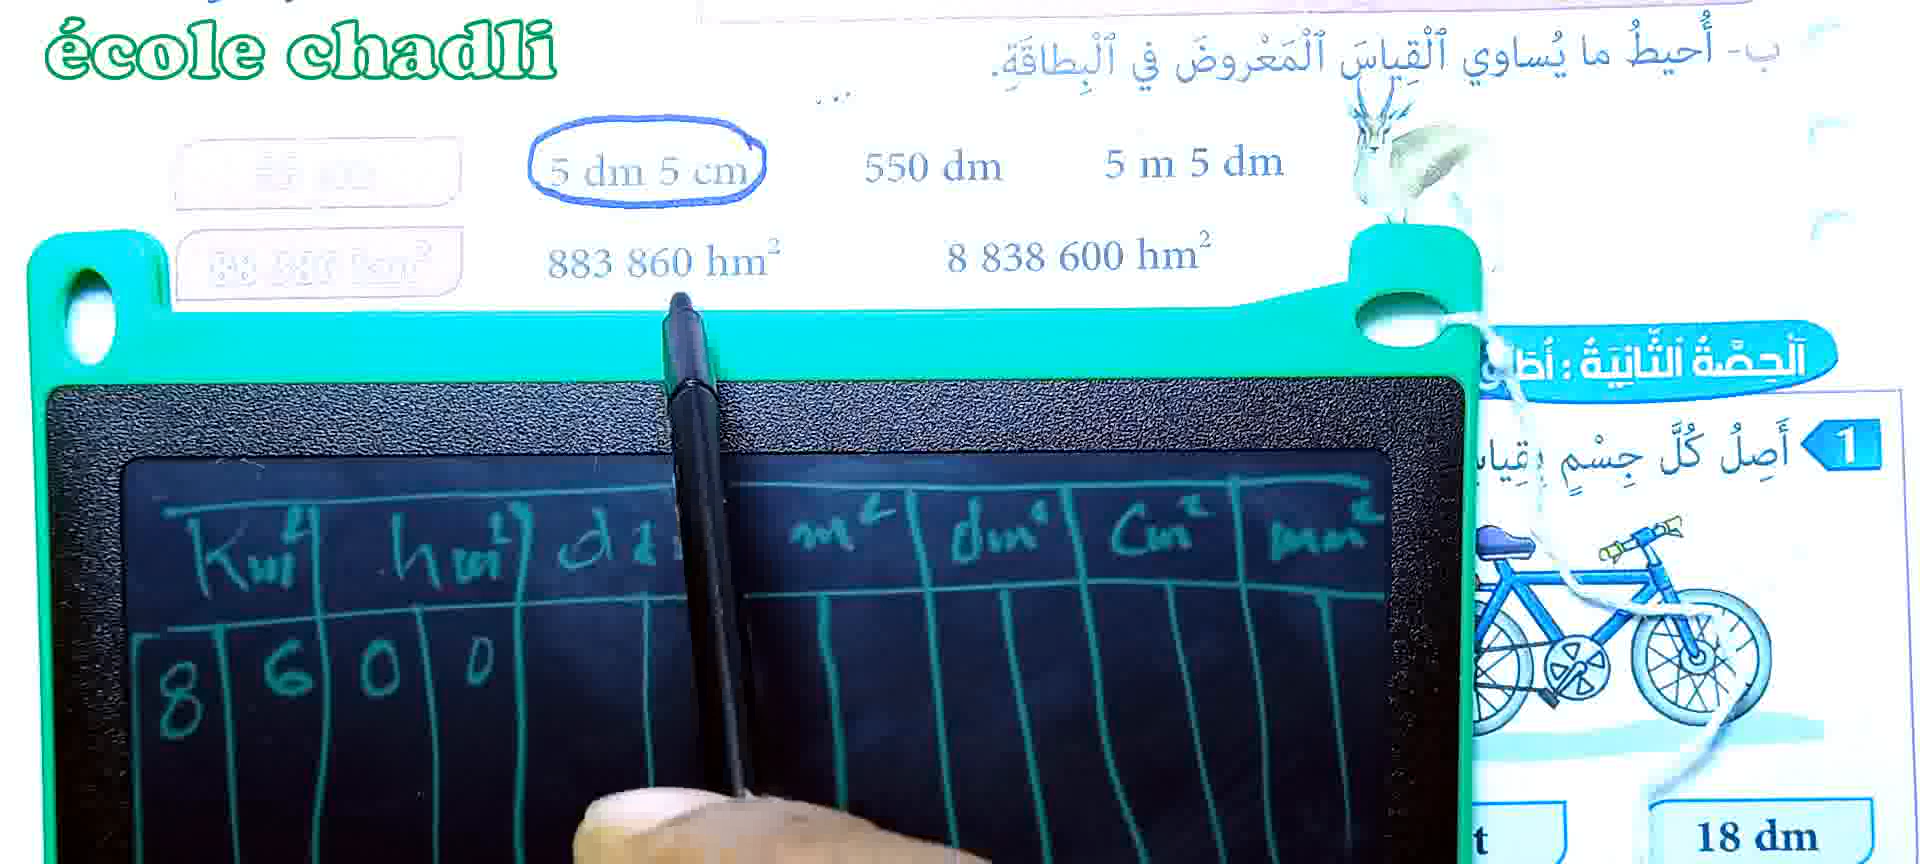 école chadli
ب- أُحيطُ ما يُساوي ٱلْقِياسَ ٱلْمَعْروضَ في ٱلْبِطاقَةِ.
5 dm 5 cm 550 dm 5 m 5 dm
883 860 hm² 8 838 600 hm²
ٱلْحِصَّةُ ٱلثّانِيَةُ :
1 أَصِلُ كُلَّ جِسْمٍ
Km² hm² m² dm² Cm² mm²
8 6 0 0
t 18 dm